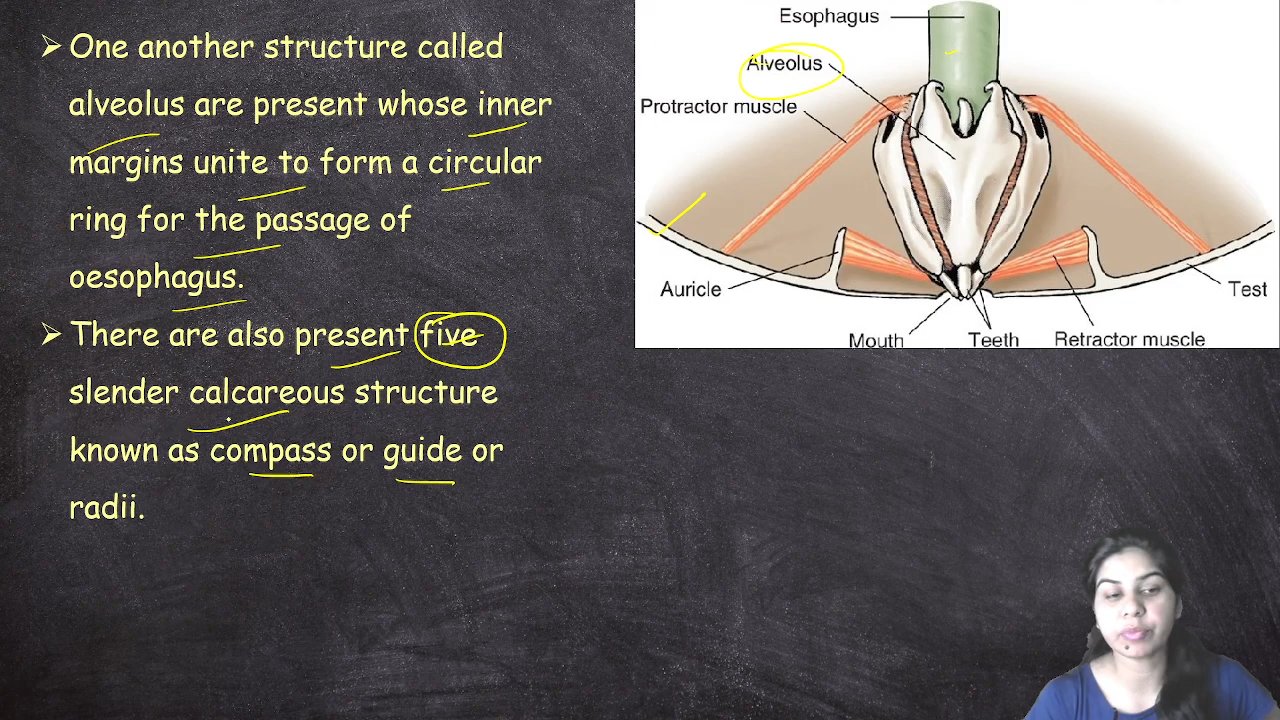 One another structure called
alveolus are present whose inner
margins unite to form a circular
ring for the passage of
oesophagus.
There are also present five
slender calcareous structure
known as compass or guide or
radii.
Esophagus
Alveolus
Protractor muscle
Auricle
Test
Mouth
Teeth
Retractor muscle